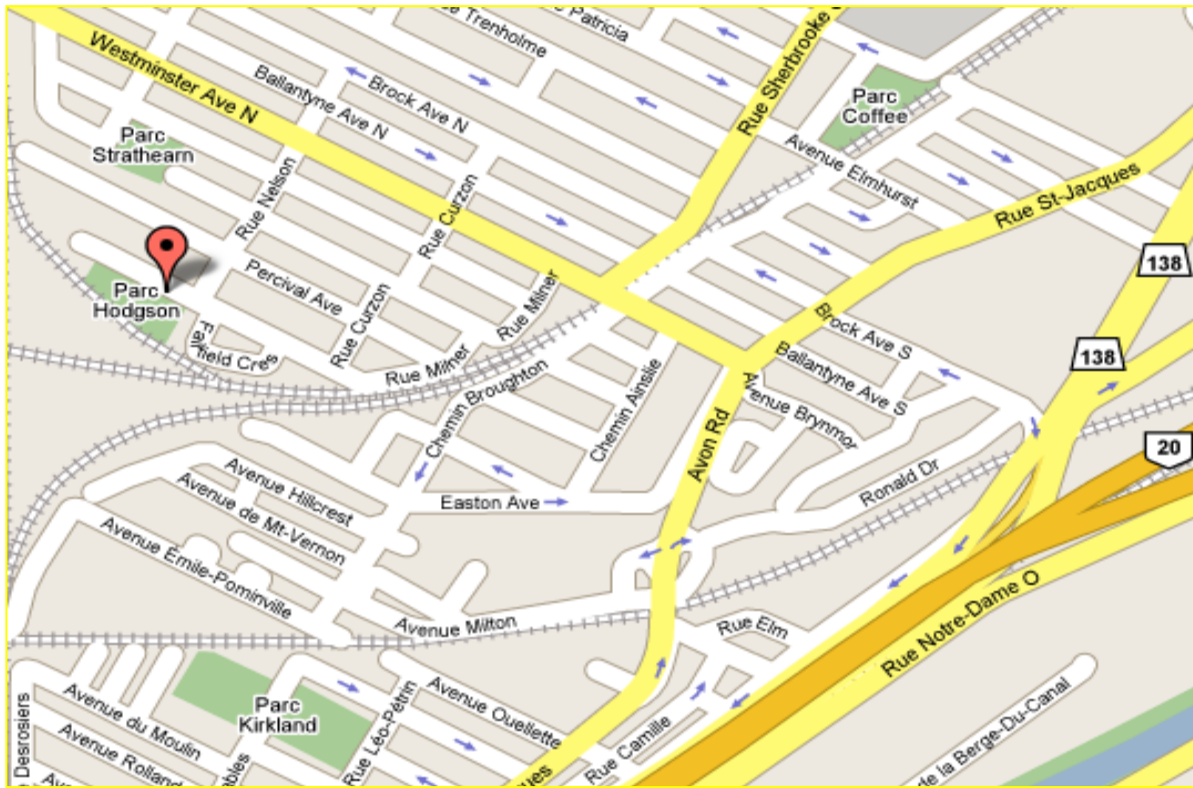 Trenholme
Patricia
Rue Sherbrooke
Westminster Ave N
Ballantyne Ave N
Brock Ave N
Parc
Coffee
Parc
Strathearn
Avenue Elmhurst
Rue St-Jacques
Rue Nelson
Rue Curzon
138
Percival Ave
Parc
Hodgson
Rue Milner
Rue Curzon
Fairfield Cres
Rue Milner
Brock Ave S
138
Ballantyne Ave S
Avenue Brynmor
Chemin Broughton
Chemin Ainslie
Avon Rd
20
Ronald Dr
Avenue Hillcrest
Easton Ave
Avenue de Mt-Vernon
Avenue Émile-Pominville
Avenue Milton
Rue Elm
Rue Notre-Dame O
Parc
Kirkland
Avenue du Moulin
Avenue Ouellette
Rue Léo-Pétrin
Rue Camille
de la Berge-Du-Canal
Desrosiers
Avenue Rolland
bles
ques